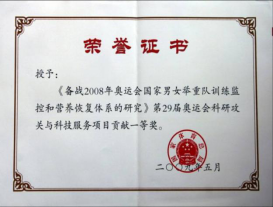 荣誉证书
授予：
《备战2008年奥运会国家男女举重队训练监
控和营养恢复体系的研究》第29届奥运会科研攻
关与科技服务项目贡献一等奖。
二〇〇九年五月